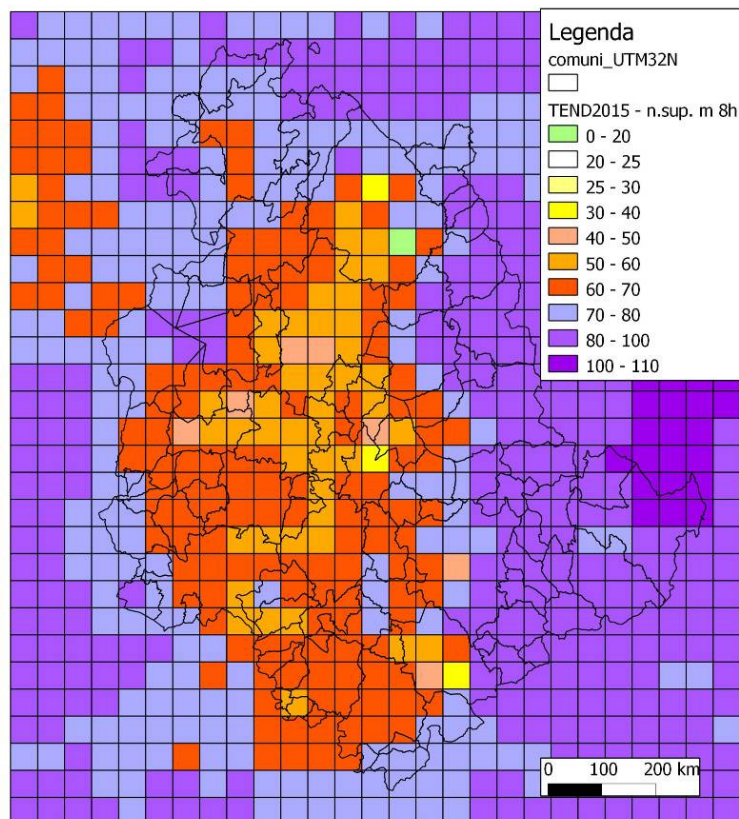 Legenda
comuni_UTM32N
TEND2015 - n.sup. m 8h
0 - 20
20 - 25
25 - 30
30 - 40
40 - 50
50 - 60
60 - 70
70 - 80
80 - 100
100 - 110
0 100 200 km